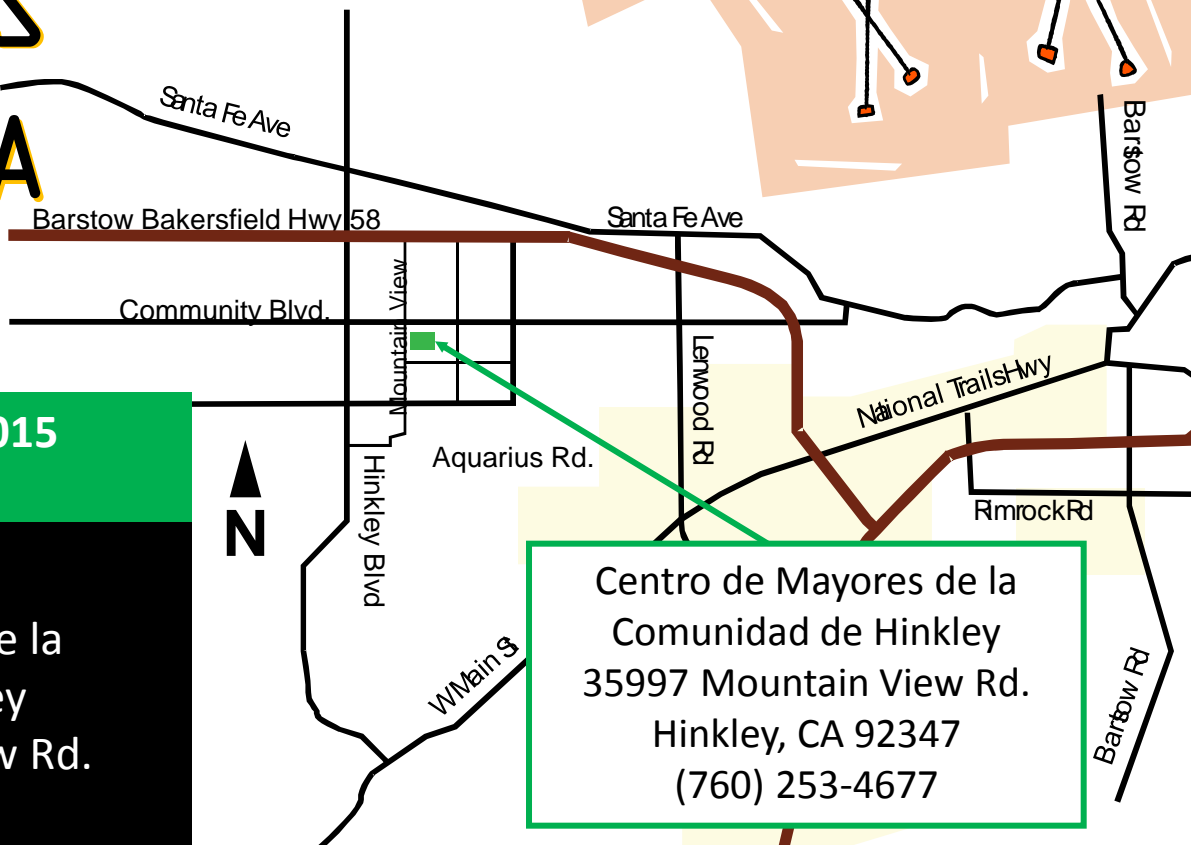 A
Santa Fe Ave
Barstow Rd
Barstow Bakersfield Hwy 58
Santa Fe Ave
Mountain View
Community Blvd.
Lenwood Rd
National Trails Hwy
015
Aquarius Rd.
Hinkley Blvd
N
Rimrock Rd
e la
ey
w Rd.
W Main St
Centro de Mayores de la
Comunidad de Hinkley
35997 Mountain View Rd.
Hinkley, CA 92347
(760) 253-4677
Barstow Rd